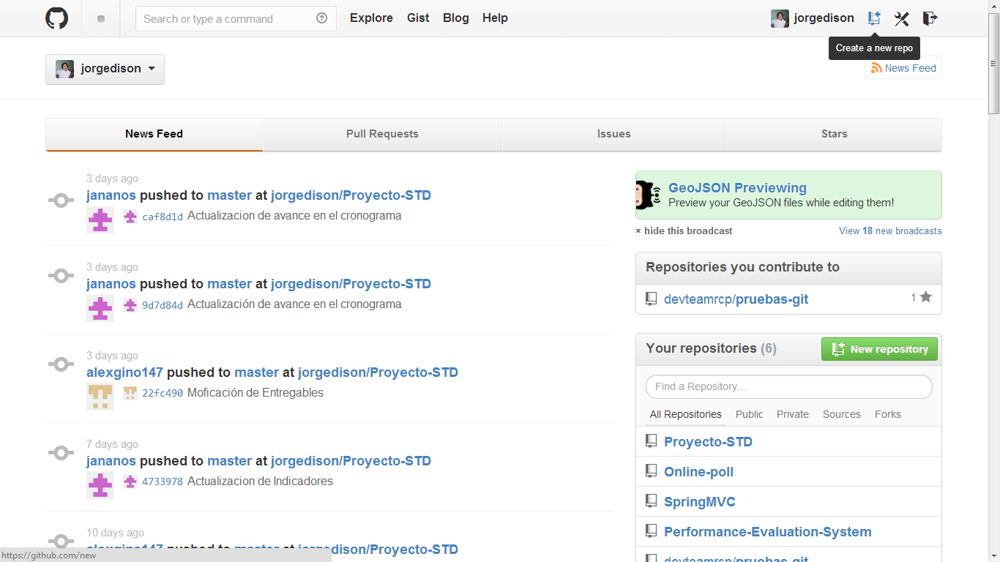 Search or type a command
Explore Gist Blog Help
jorgedison
Create a new repo
jorgedison
News Feed
News Feed Pull Requests Issues Stars
3 days ago
jananos pushed to master at jorgedison/Proyecto-STD
caf8d1d Actualizacion de avance en el cronograma
3 days ago
jananos pushed to master at jorgedison/Proyecto-STD
9d7d84d Actualización de avance en el cronograma
3 days ago
alexgino147 pushed to master at jorgedison/Proyecto-STD
22fc490 Moficación de Entregables
7 days ago
jananos pushed to master at jorgedison/Proyecto-STD
4733978 Actualizacion de Indicadores
10 days ago
alexgino147 pushed to master at jorgedison/Proyecto-STD
https://github.com/new
GeoJSON Previewing
Preview your GeoJSON files while editing them!
× hide this broadcast View 18 new broadcasts
Repositories you contribute to
devteamrcp/pruebas-git 1
Your repositories (6) New repository
Find a Repository...
All Repositories Public Private Sources Forks
Proyecto-STD
Online-poll
SpringMVC
Performance-Evaluation-System
devteamrcp/pruebas-git